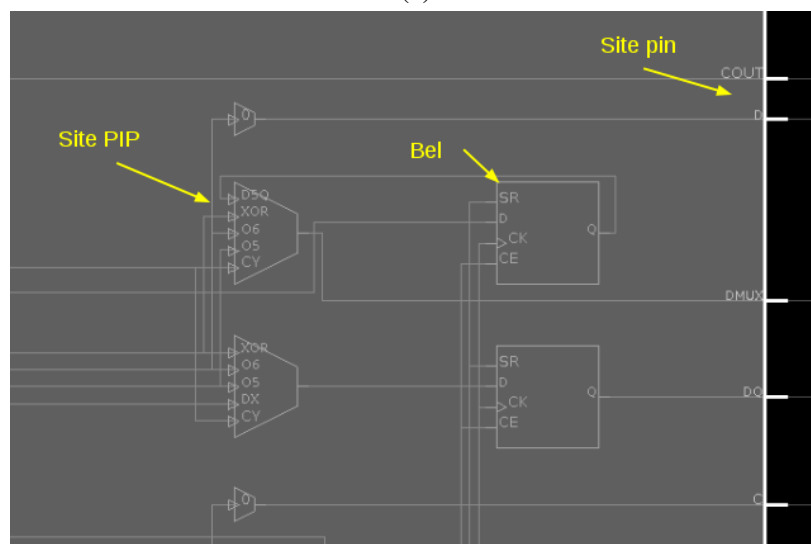 Site pin
COUT
D
0
Site PIP
Bel
D5Q
XOR
O6
O5
CY
SR
D
CK
CE
Q
DMUX
XOR
O6
O5
DX
CY
SR
D
CK
CE
Q
DQ
0
C